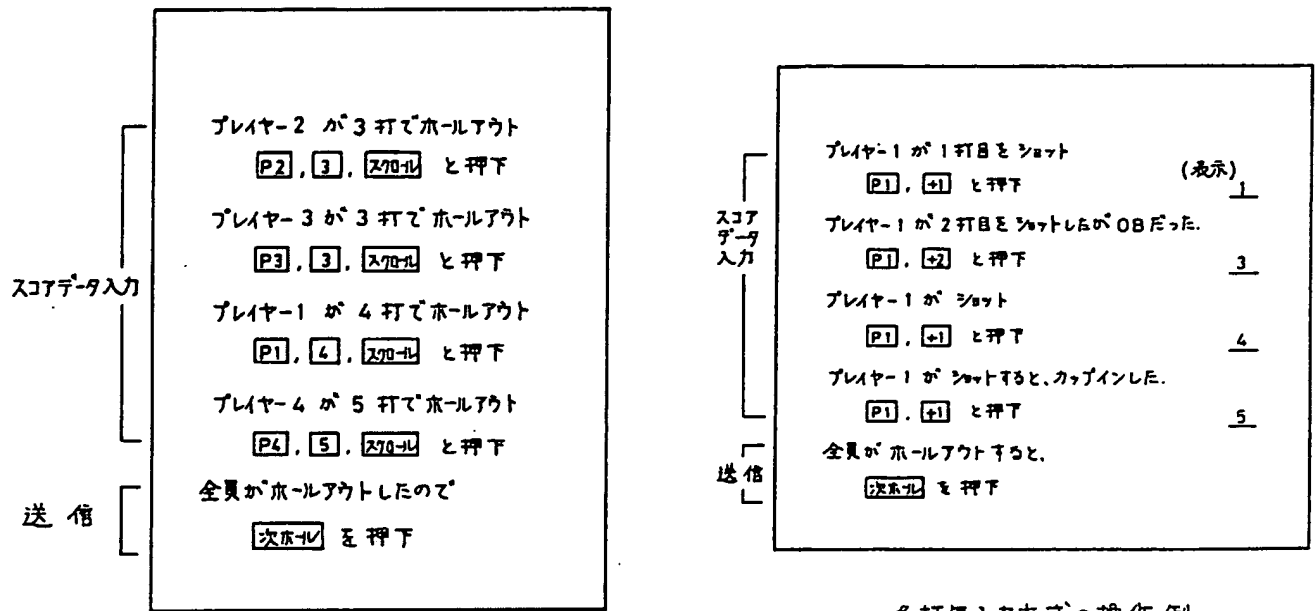 スコアデータ入力
プレイヤー2 が 3 打でホールアウト
P2 , 3 , スクロール と押下
プレイヤー3 が 3 打で ホールアウト
P3 , 3 , スクロール と押下
プレイヤー1 が 4 打でホールアウト
P1 , 4 , スクロール と押下
プレイヤー4 が 5 打でホールアウト
P4 , 5 , スクロール と押下
送信
全員がホールアウトしたので
次ホール を押下
スコア
データ
入力
プレイヤー1 が 1打目を ショット
(表示)
P1 , +1 と押下 1
プレイヤー1 が 2打目を ショットしたが OBだった.
P1 , +2 と押下 3
プレイヤー1 が ショット
P1 , +1 と押下 4
プレイヤー1 が ショットすると、カップインした.
P1 , +1 と押下 5
送信
全員が ホールアウトすると、
次ホール を押下